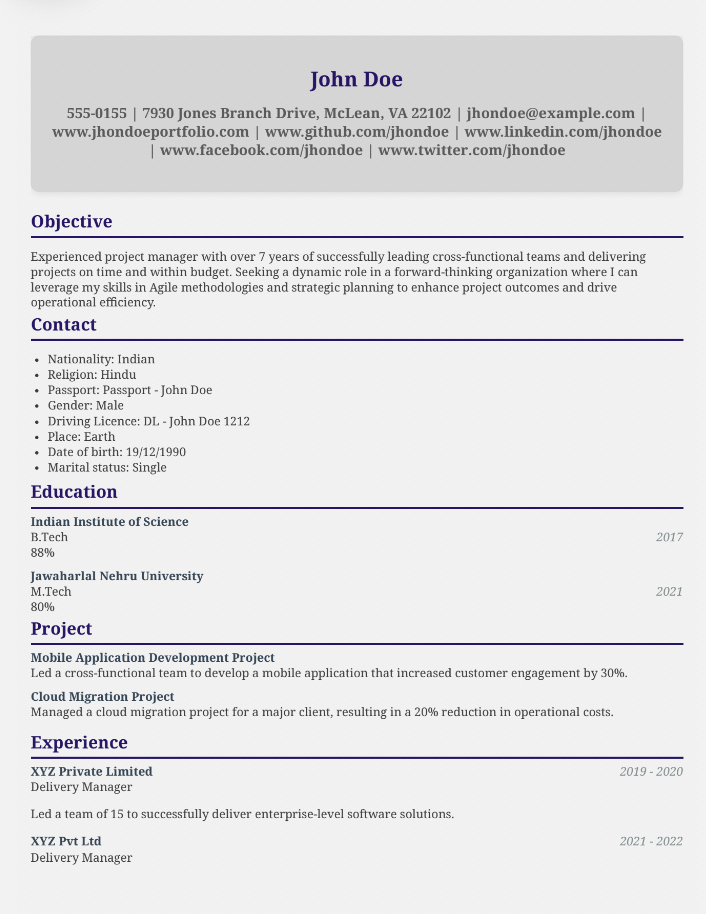 John Doe
555-0155 | 7930 Jones Branch Drive, McLean, VA 22102 | jhondoe@example.com |
www.jhondoeportfolio.com | www.github.com/jhondoe | www.linkedin.com/jhondoe
| www.facebook.com/jhondoe | www.twitter.com/jhondoe
Objective
Experienced project manager with over 7 years of successfully leading cross-functional teams and delivering
projects on time and within budget. Seeking a dynamic role in a forward-thinking organization where I can
leverage my skills in Agile methodologies and strategic planning to enhance project outcomes and drive
operational efficiency.
Contact
• Nationality: Indian
• Religion: Hindu
• Passport: Passport - John Doe
• Gender: Male
• Driving Licence: DL - John Doe 1212
• Place: Earth
• Date of birth: 19/12/1990
• Marital status: Single
Education
Indian Institute of Science
B.Tech 2017
88%
Jawaharlal Nehru University
M.Tech 2021
80%
Project
Mobile Application Development Project
Led a cross-functional team to develop a mobile application that increased customer engagement by 30%.
Cloud Migration Project
Managed a cloud migration project for a major client, resulting in a 20% reduction in operational costs.
Experience
XYZ Private Limited 2019 - 2020
Delivery Manager
Led a team of 15 to successfully deliver enterprise-level software solutions.
XYZ Pvt Ltd 2021 - 2022
Delivery Manager